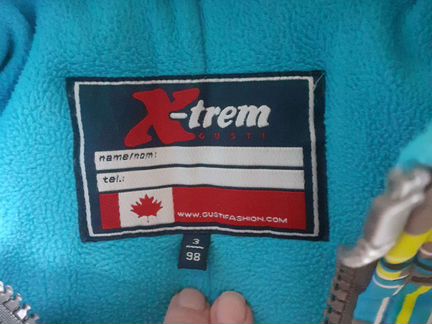 X-trem
GUSTI
name/nom:
tel.:
WWW.GUSTIFASHION.COM
3
98